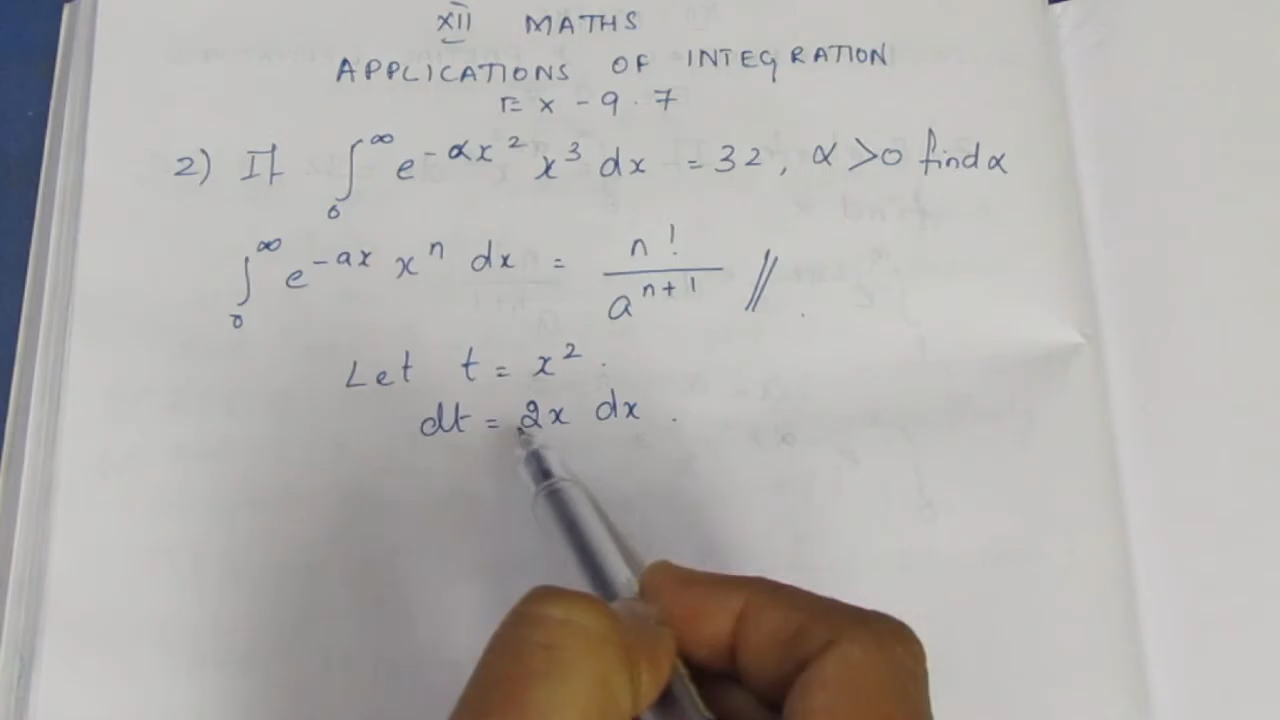 XII MATHS
APPLICATIONS OF INTEGRATION
Ex - 9.7
2) If ∫₀^∞ e^{-αx²} x³ dx = 32, α > 0 find α
∫₀^∞ e^{-ax} x^n dx = n! / a^{n+1} //
Let t = x².
dt = 2x dx.